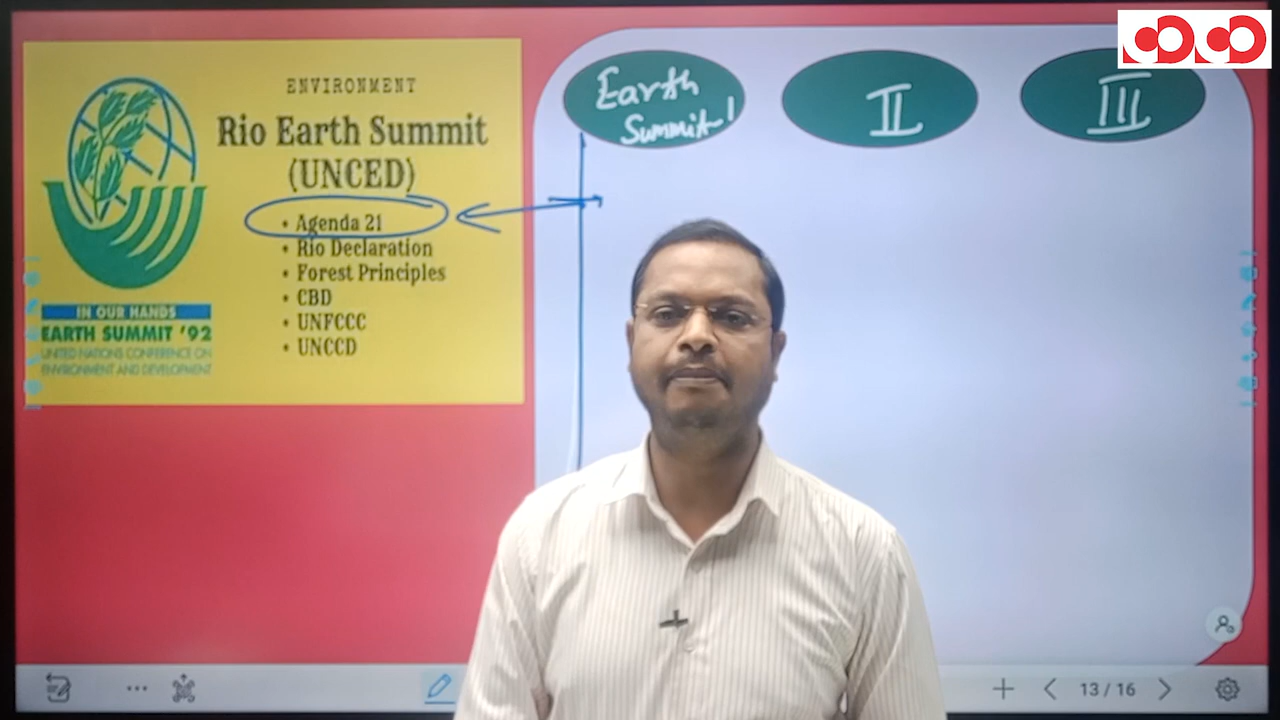 ENVIRONMENT
Rio Earth Summit
(UNCED)
• Agenda 21
• Rio Declaration
• Forest Principles
• CBD
• UNFCCC
• UNCCD
IN OUR HANDS
EARTH SUMMIT '92
UNITED NATIONS CONFERENCE ON
ENVIRONMENT AND DEVELOPMENT
Earth
Summit 1
II
III
13 / 16